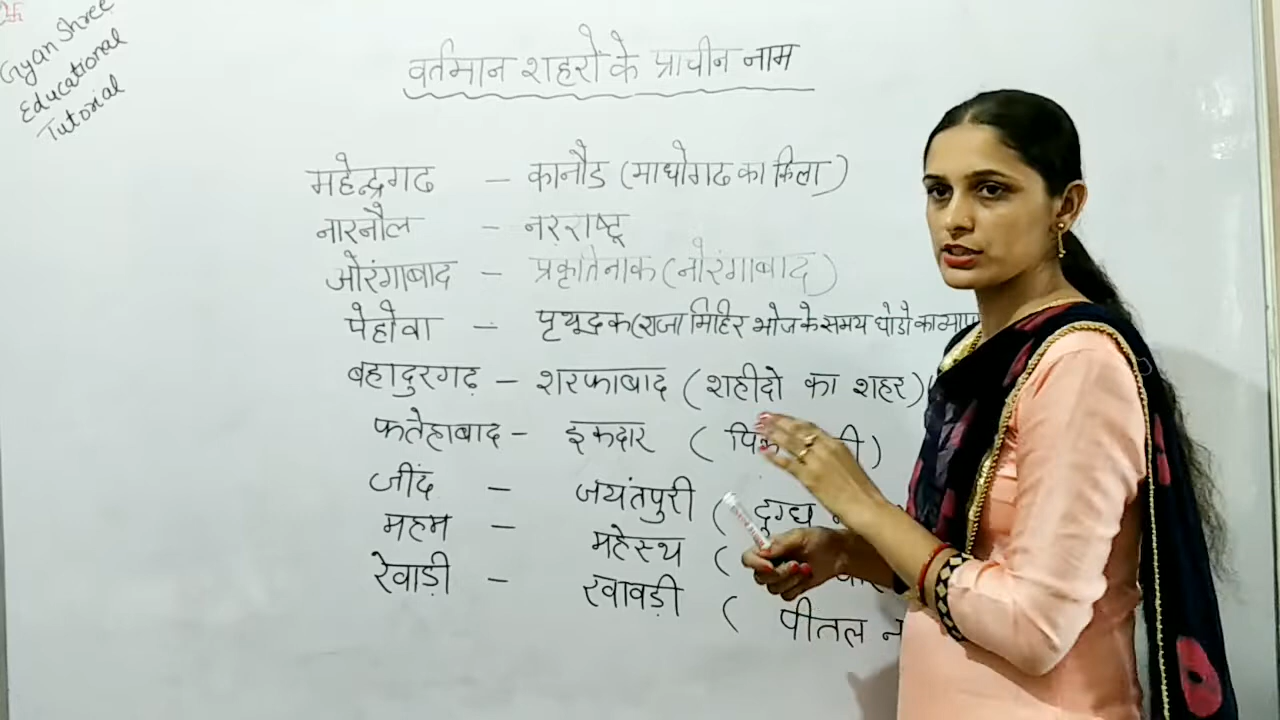 Gyan Shree
Educational
Tutorial
वर्तमान शहरों के प्राचीन नाम
महेन्द्रगढ - कानौड (माधोगढ का किला)
नारनौल - नरराष्ट्र
ओरंगाबाद - प्रकृतिनाक (नोरंगाबाद)
पेहोवा - पृथूदक (राजा मिहिर भोज के समय घोडौ का व्याप
बहादुरगढ़ - शरफाबाद (शहीदो का शहर)
फतेहाबाद - इकदार (
जींद - जयंतपुरी (दुग्ध
महम - महेस्थ (
रेवाड़ी - रवावड़ी (पीतल